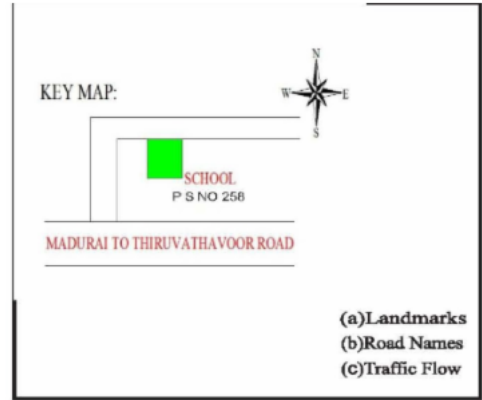 N
KEY MAP:
W E
S
SCHOOL
P S NO 258
MADURAI TO THIRUVATHAVOOR ROAD
(a)Landmarks
(b)Road Names
(c)Traffic Flow